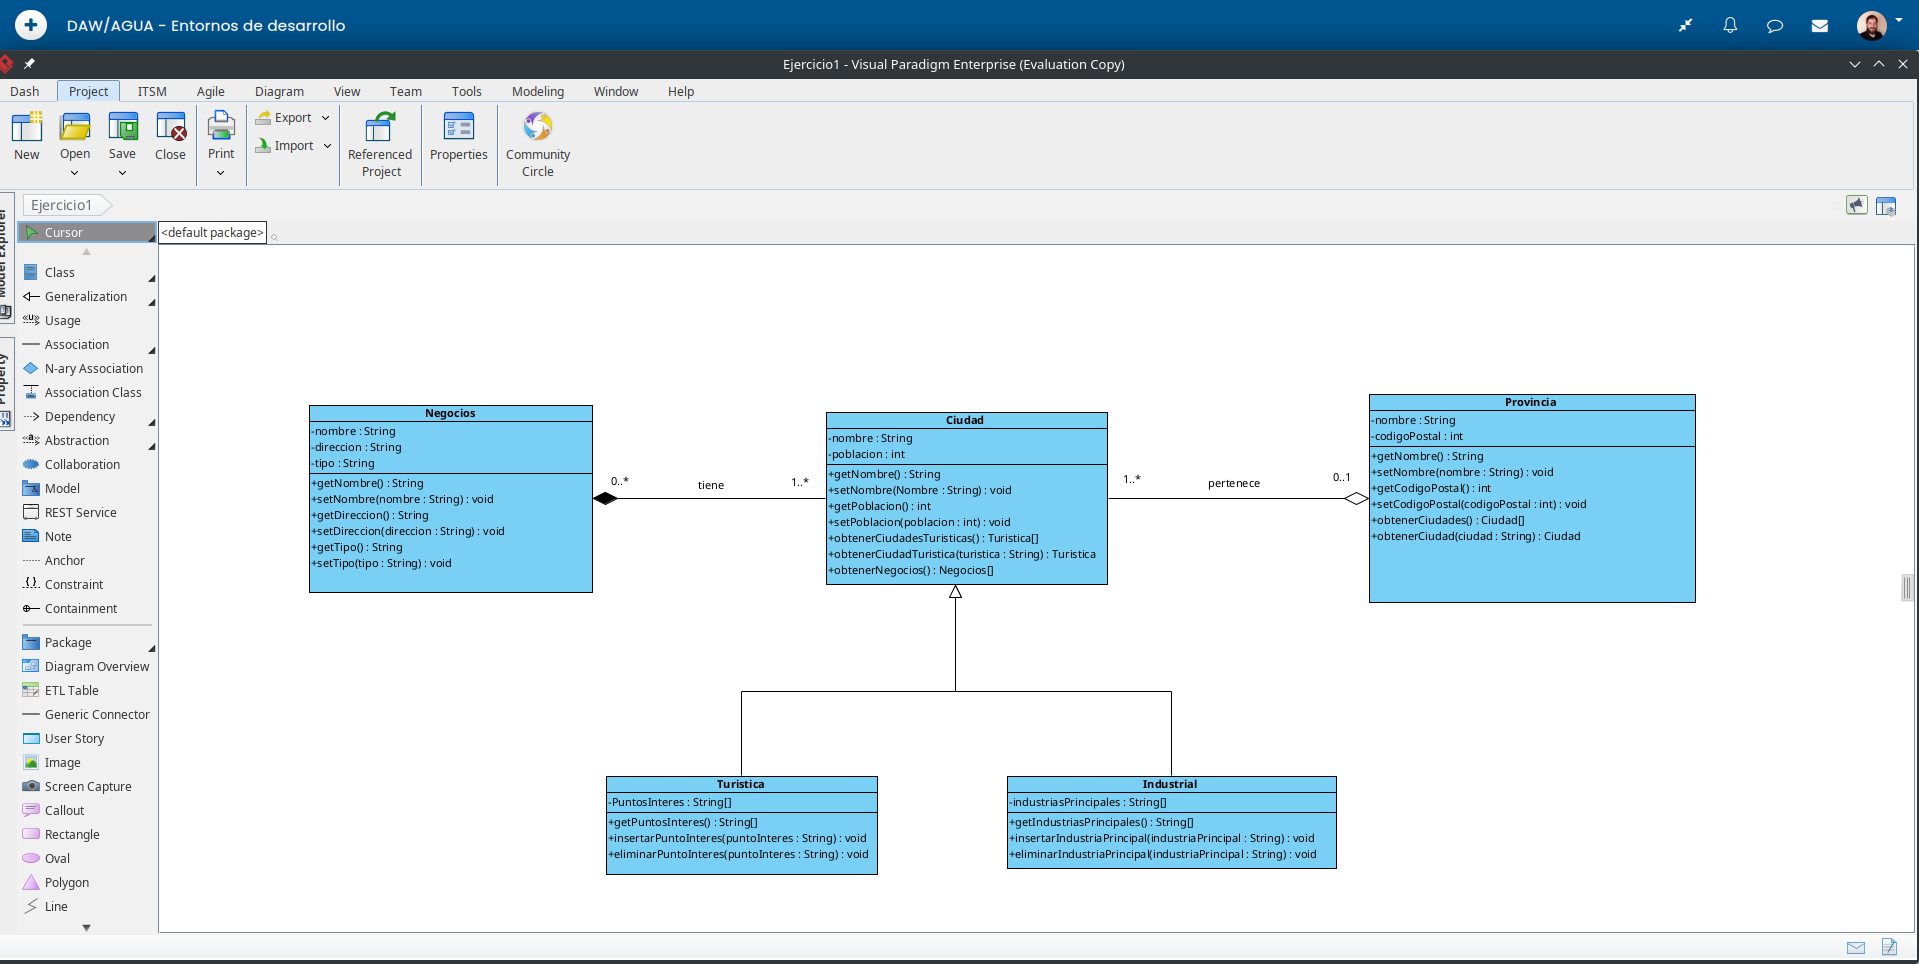 DAW/AGUA - Entornos de desarrollo
Ejercicio1 - Visual Paradigm Enterprise (Evaluation Copy)
Dash Project ITSM Agile Diagram View Team Tools Modeling Window Help
New Open Save Close Print Export Import Referenced Project Properties Community Circle
Ejercicio1
Model Explorer
Property
Cursor
<default package>
Class
Generalization
Usage
Association
N-ary Association
Association Class
Dependency
Abstraction
Collaboration
Model
REST Service
Note
Anchor
Constraint
Containment
Package
Diagram Overview
ETL Table
Generic Connector
User Story
Image
Screen Capture
Callout
Rectangle
Oval
Polygon
Line
Negocios
-nombre : String
-direccion : String
-tipo : String
+getNombre() : String
+setNombre(nombre : String) : void
+getDireccion() : String
+setDireccion(direccion : String) : void
+getTipo() : String
+setTipo(tipo : String) : void
0..* tiene 1..*
Ciudad
-nombre : String
-poblacion : int
+getNombre() : String
+setNombre(Nombre : String) : void
+getPoblacion() : int
+setPoblacion(poblacion : int) : void
+obtenerCiudadesTuristicas() : Turistica[]
+obtenerCiudadTuristica(turistica : String) : Turistica
+obtenerNegocios() : Negocios[]
1..* pertenece 0..1
Provincia
-nombre : String
-codigoPostal : int
+getNombre() : String
+setNombre(nombre : String) : void
+getCodigoPostal() : int
+setCodigoPostal(codigoPostal : int) : void
+obtenerCiudades() : Ciudad[]
+obtenerCiudad(ciudad : String) : Ciudad
Turistica
-PuntosInteres : String[]
+getPuntosInteres() : String[]
+insertarPuntoInteres(puntoInteres : String) : void
+eliminarPuntoInteres(puntoInteres : String) : void
Industrial
-industriasPrincipales : String[]
+getIndustriasPrincipales() : String[]
+insertarIndustriaPrincipal(industriaPrincipal : String) : void
+eliminarIndustriaPrincipal(industriaPrincipal : String) : void